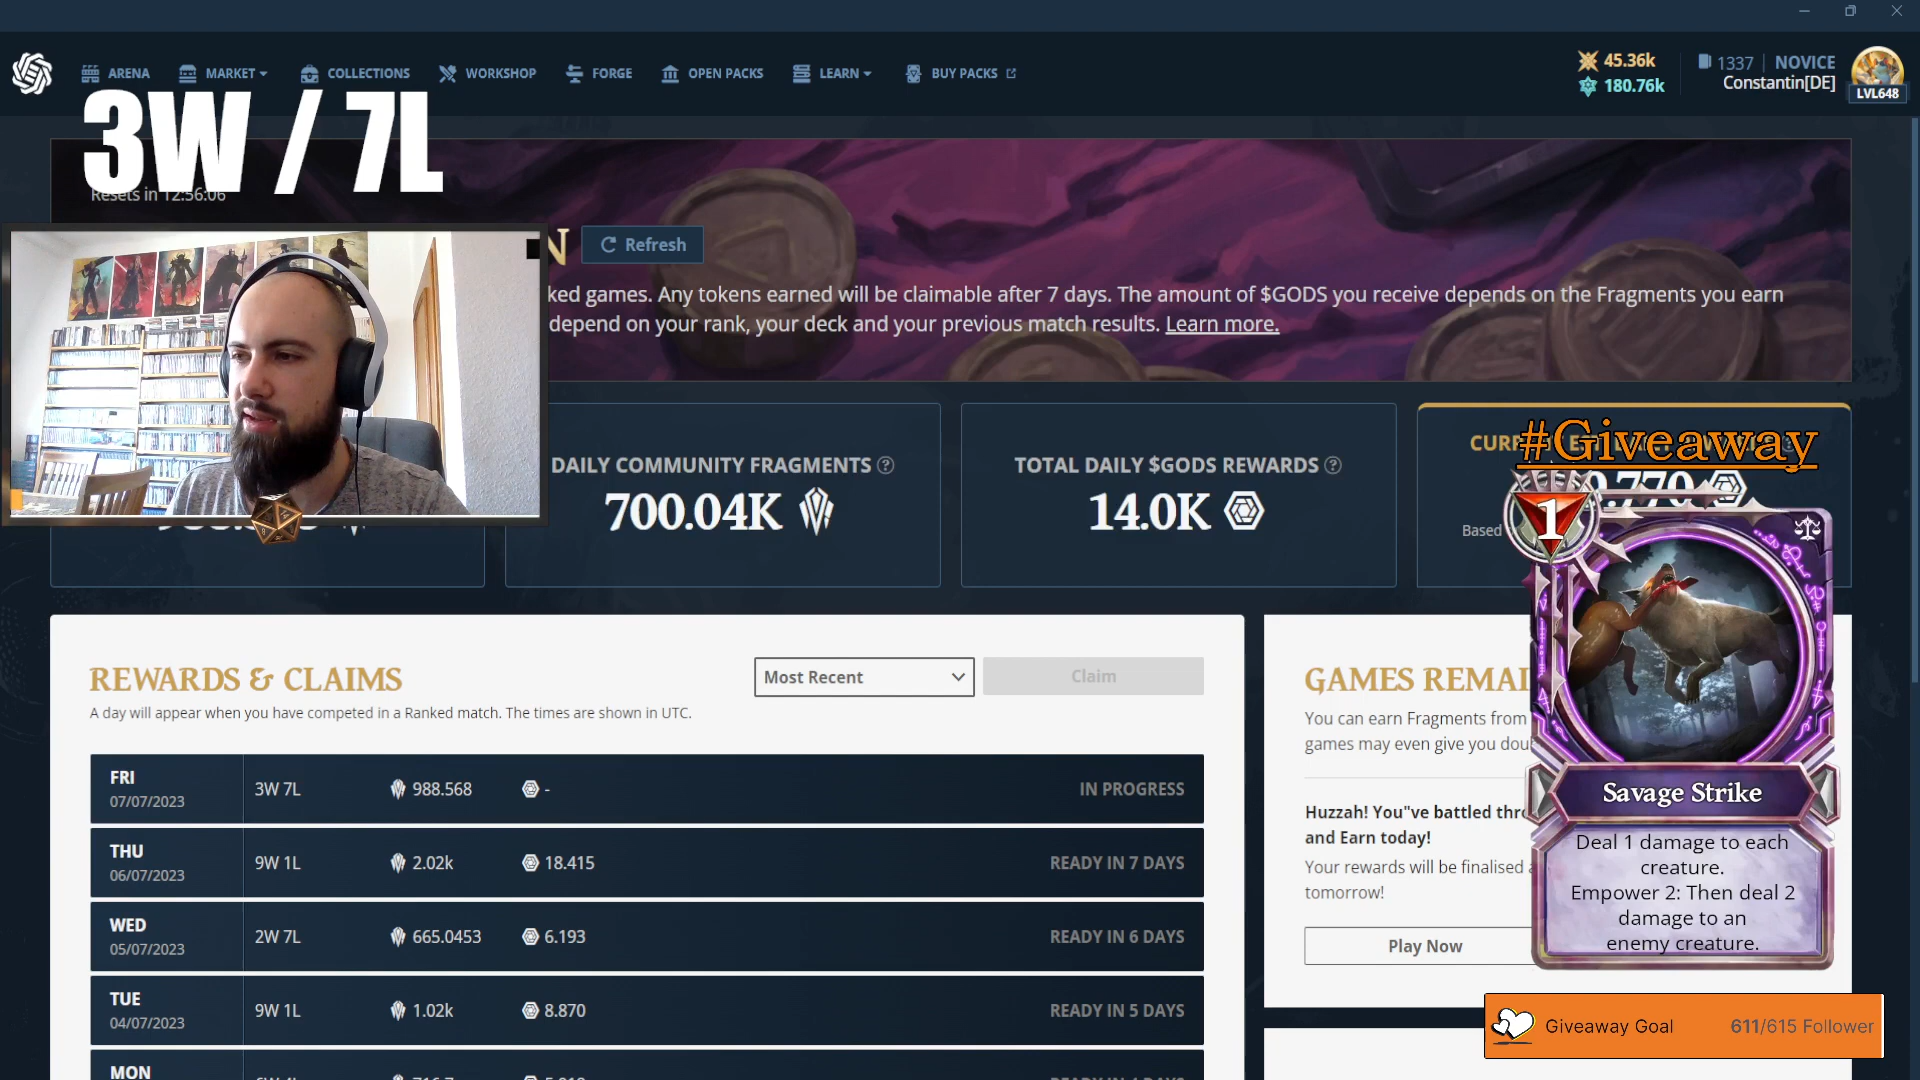 ARENA
MARKET
COLLECTIONS
WORKSHOP
FORGE
OPEN PACKS
LEARN
BUY PACKS
45.36k
180.76k
1337 | NOVICE
Constantin[DE]
LVL648
3W / 7L
Resets in 12:56:06
N
Refresh
ked games. Any tokens earned will be claimable after 7 days. The amount of $GODS you receive depends on the Fragments you earn
depend on your rank, your deck and your previous match results. Learn more.
DAILY COMMUNITY FRAGMENTS
700.04K
TOTAL DAILY $GODS REWARDS
14.0K
CURR
#Giveaway
Based
1
REWARDS & CLAIMS
A day will appear when you have competed in a Ranked match. The times are shown in UTC.
Most Recent
Claim
FRI
07/07/2023
3W 7L
988.568
-
IN PROGRESS
THU
06/07/2023
9W 1L
2.02k
18.415
READY IN 7 DAYS
WED
05/07/2023
2W 7L
665.0453
6.193
READY IN 6 DAYS
TUE
04/07/2023
9W 1L
1.02k
8.870
READY IN 5 DAYS
MON
GAMES REMAI
You can earn Fragments from
games may even give you dou
Huzzah! You"ve battled thr
and Earn today!
Your rewards will be finalised
tomorrow!
Play Now
Savage Strike
Deal 1 damage to each
creature.
Empower 2: Then deal 2
damage to an
enemy creature.
Giveaway Goal
611/615 Follower